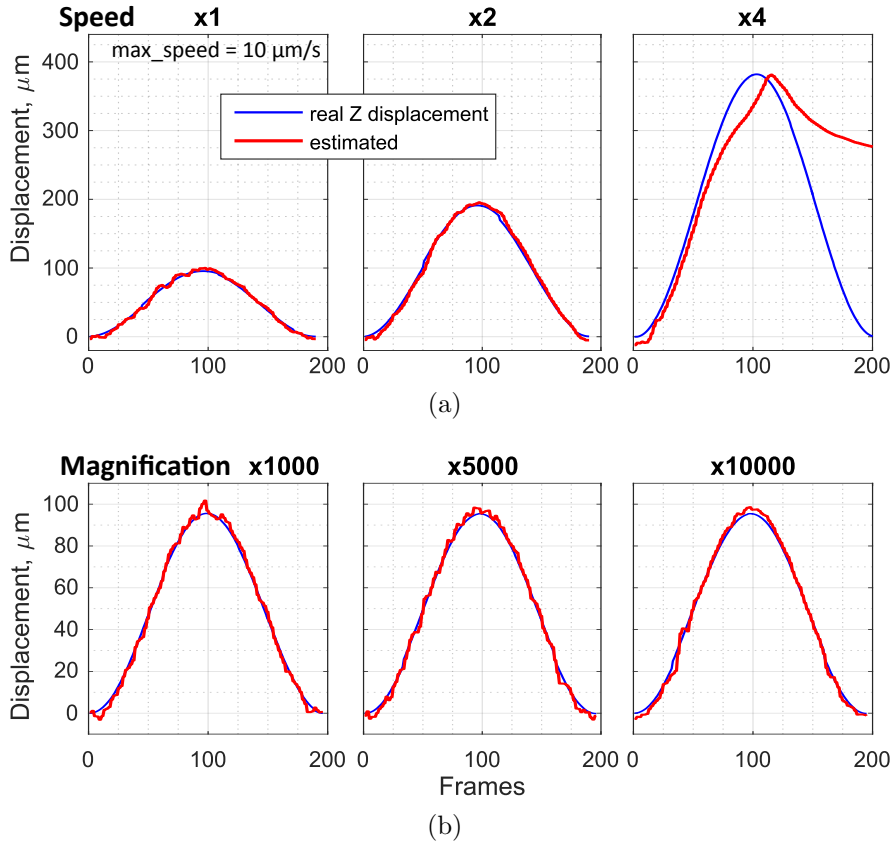 Speed x1 x2 x4
max_speed = 10 µm/s
real Z displacement
estimated
Displacement, μm
400
300
200
100
0
0 100 200 0 100 200 0 100 200
(a)
Magnification x1000 x5000 x10000
Displacement, μm
100
80
60
40
20
0
0 100 200 0 100 200 0 100 200
Frames
(b)